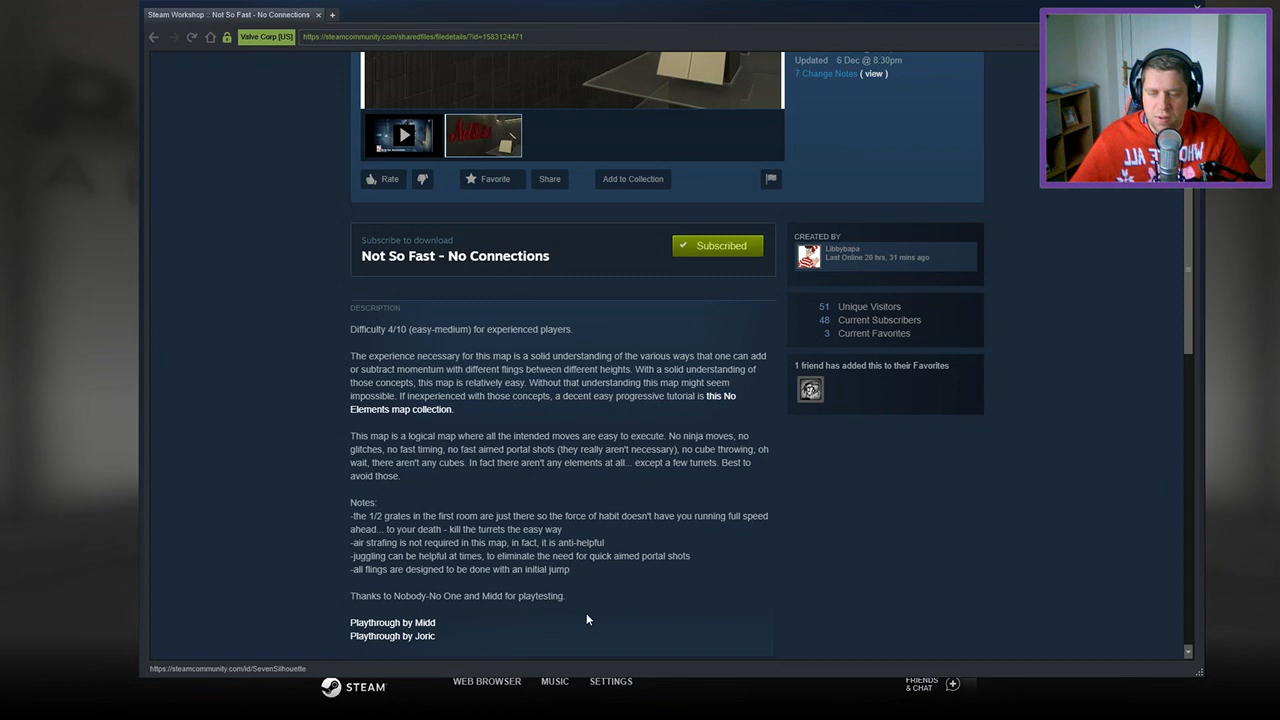 Steam Workshop :: Not So Fast - No Connections
Valve Corp [US]
https://steamcommunity.com/sharedfiles/filedetails/?id=1583124471
Updated 6 Dec @ 8:30pm
7 Change Notes ( view )
Rate
Favorite
Share
Add to Collection
Subscribe to download
Not So Fast - No Connections
Subscribed
CREATED BY
Libbybapa
Last Online 20 hrs, 31 mins ago
51 Unique Visitors
48 Current Subscribers
3 Current Favorites
1 friend has added this to their Favorites
DESCRIPTION
Difficulty 4/10 (easy-medium) for experienced players.
The experience necessary for this map is a solid understanding of the various ways that one can add
or subtract momentum with different flings between different heights. With a solid understanding of
those concepts, this map is relatively easy. Without that understanding this map might seem
impossible. If inexperienced with those concepts, a decent easy progressive tutorial is this No
Elements map collection.
This map is a logical map where all the intended moves are easy to execute. No ninja moves, no
glitches, no fast timing, no fast aimed portal shots (they really aren't necessary), no cube throwing, oh
wait, there aren't any cubes. In fact there aren't any elements at all... except a few turrets. Best to
avoid those.
Notes:
-the 1/2 grates in the first room are just there so the force of habit doesn't have you running full speed
ahead... to your death - kill the turrets the easy way
-air strafing is not required in this map, in fact, it is anti-helpful
-juggling can be helpful at times, to eliminate the need for quick aimed portal shots
-all flings are designed to be done with an initial jump
Thanks to Nobody-No One and Midd for playtesting.
Playthrough by Midd
Playthrough by Joric
https://steamcommunity.com/id/SevenSilhouette
STEAM
WEB BROWSER
MUSIC
SETTINGS
FRIENDS
& CHAT